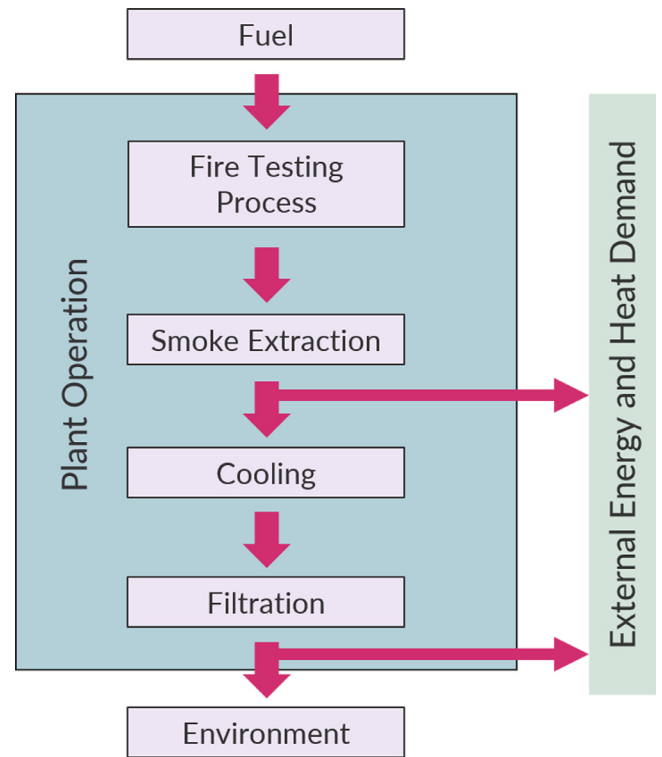 Fuel
Fire Testing
Process
Plant Operation
Smoke Extraction
Cooling
Filtration
Environment
External Energy and Heat Demand